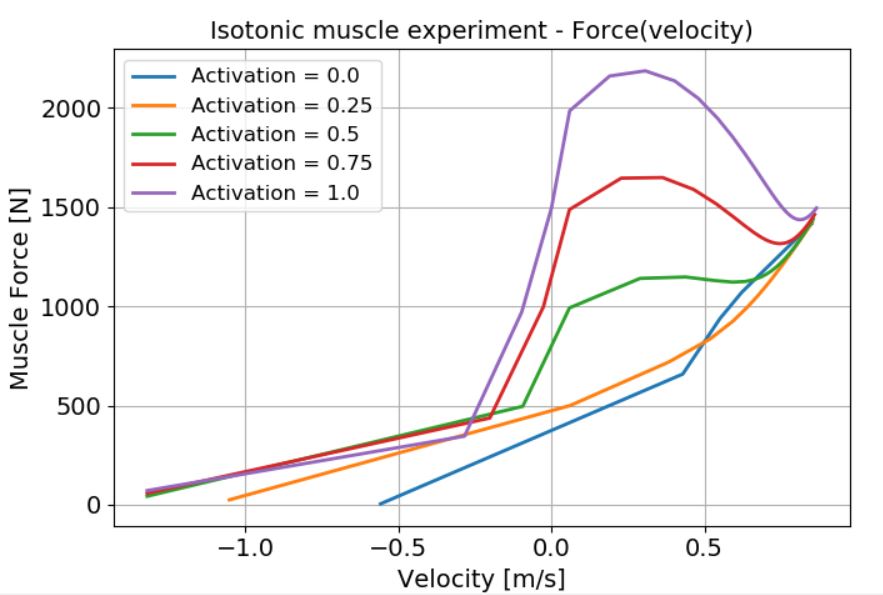 Isotonic muscle experiment - Force(velocity)
Activation = 0.0
Activation = 0.25
Activation = 0.5
Activation = 0.75
Activation = 1.0
2000
1500
1000
500
0
Muscle Force [N]
−1.0
−0.5
0.0
0.5
Velocity [m/s]